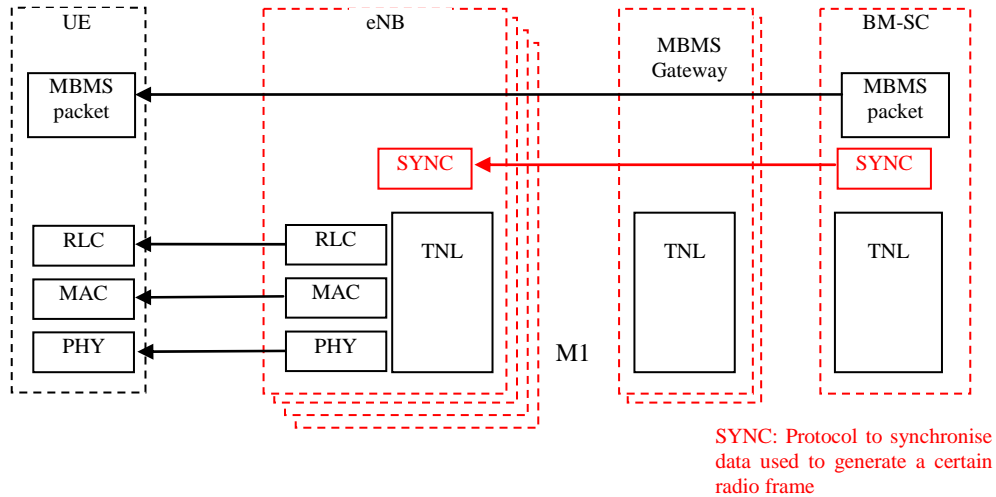 UE
eNB
MBMS
Gateway
BM-SC
MBMS
packet
MBMS
packet
SYNC
SYNC
RLC
RLC
TNL
TNL
TNL
MAC
MAC
PHY
PHY
M1
SYNC: Protocol to synchronise
data used to generate a certain
radio frame